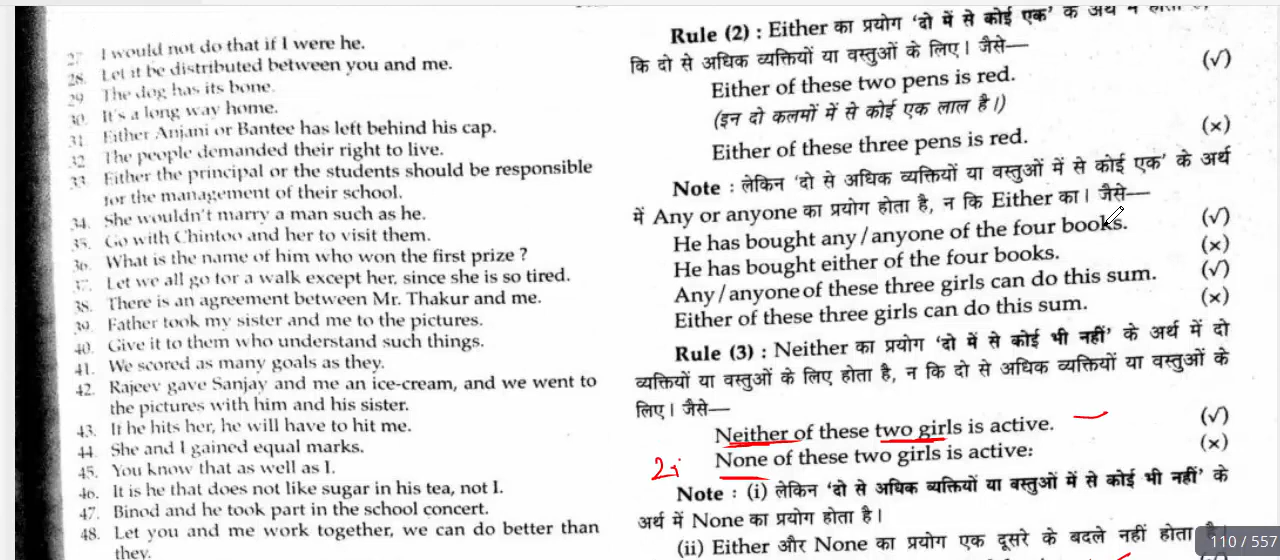 27. I would not do that if I were he.
28. Let it be distributed between you and me.
29. The dog has its bone.
30. It's a long way home.
31. Either Anjani or Bantee has left behind his cap.
32. The people demanded their right to live.
33. Either the principal or the students should be responsible
for the management of their school.
34. She wouldn't marry a man such as he.
35. Go with Chintoo and her to visit them.
36. What is the name of him who won the first prize ?
37. Let we all go for a walk except her, since she is so tired.
38. There is an agreement between Mr. Thakur and me.
39. Father took my sister and me to the pictures.
40. Give it to them who understand such things.
41. We scored as many goals as they.
42. Rajeev gave Sanjay and me an ice-cream, and we went to
the pictures with him and his sister.
43. If he hits her, he will have to hit me.
44. She and I gained equal marks.
45. You know that as well as I.
46. It is he that does not like sugar in his tea, not I.
47. Binod and he took part in the school concert.
48. Let you and me work together, we can do better than
they.
Rule (2) : Either का प्रयोग 'दो में से कोई एक' के अर्थ में होता है,
कि दो से अधिक व्यक्तियों या वस्तुओं के लिए। जैसे—
Either of these two pens is red. (√)
(इन दो कलमों में से कोई एक लाल है।)
Either of these three pens is red. (×)
Note : लेकिन 'दो से अधिक व्यक्तियों या वस्तुओं में से कोई एक' के अर्थ
में Any or anyone का प्रयोग होता है, न कि Either का। जैसे—
He has bought any/anyone of the four books. (√)
He has bought either of the four books. (×)
Any/anyone of these three girls can do this sum. (√)
Either of these three girls can do this sum. (×)
Rule (3) : Neither का प्रयोग 'दो में से कोई भी नहीं' के अर्थ में दो
व्यक्तियों या वस्तुओं के लिए होता है, न कि दो से अधिक व्यक्तियों या वस्तुओं के
लिए। जैसे—
Neither of these two girls is active. (√)
None of these two girls is active: (×)
Note : (i) लेकिन 'दो से अधिक व्यक्तियों या वस्तुओं में से कोई भी नहीं' के
अर्थ में None का प्रयोग होता है।
(ii) Either और None का प्रयोग एक दूसरे के बदले नहीं होता है।
110 / 557